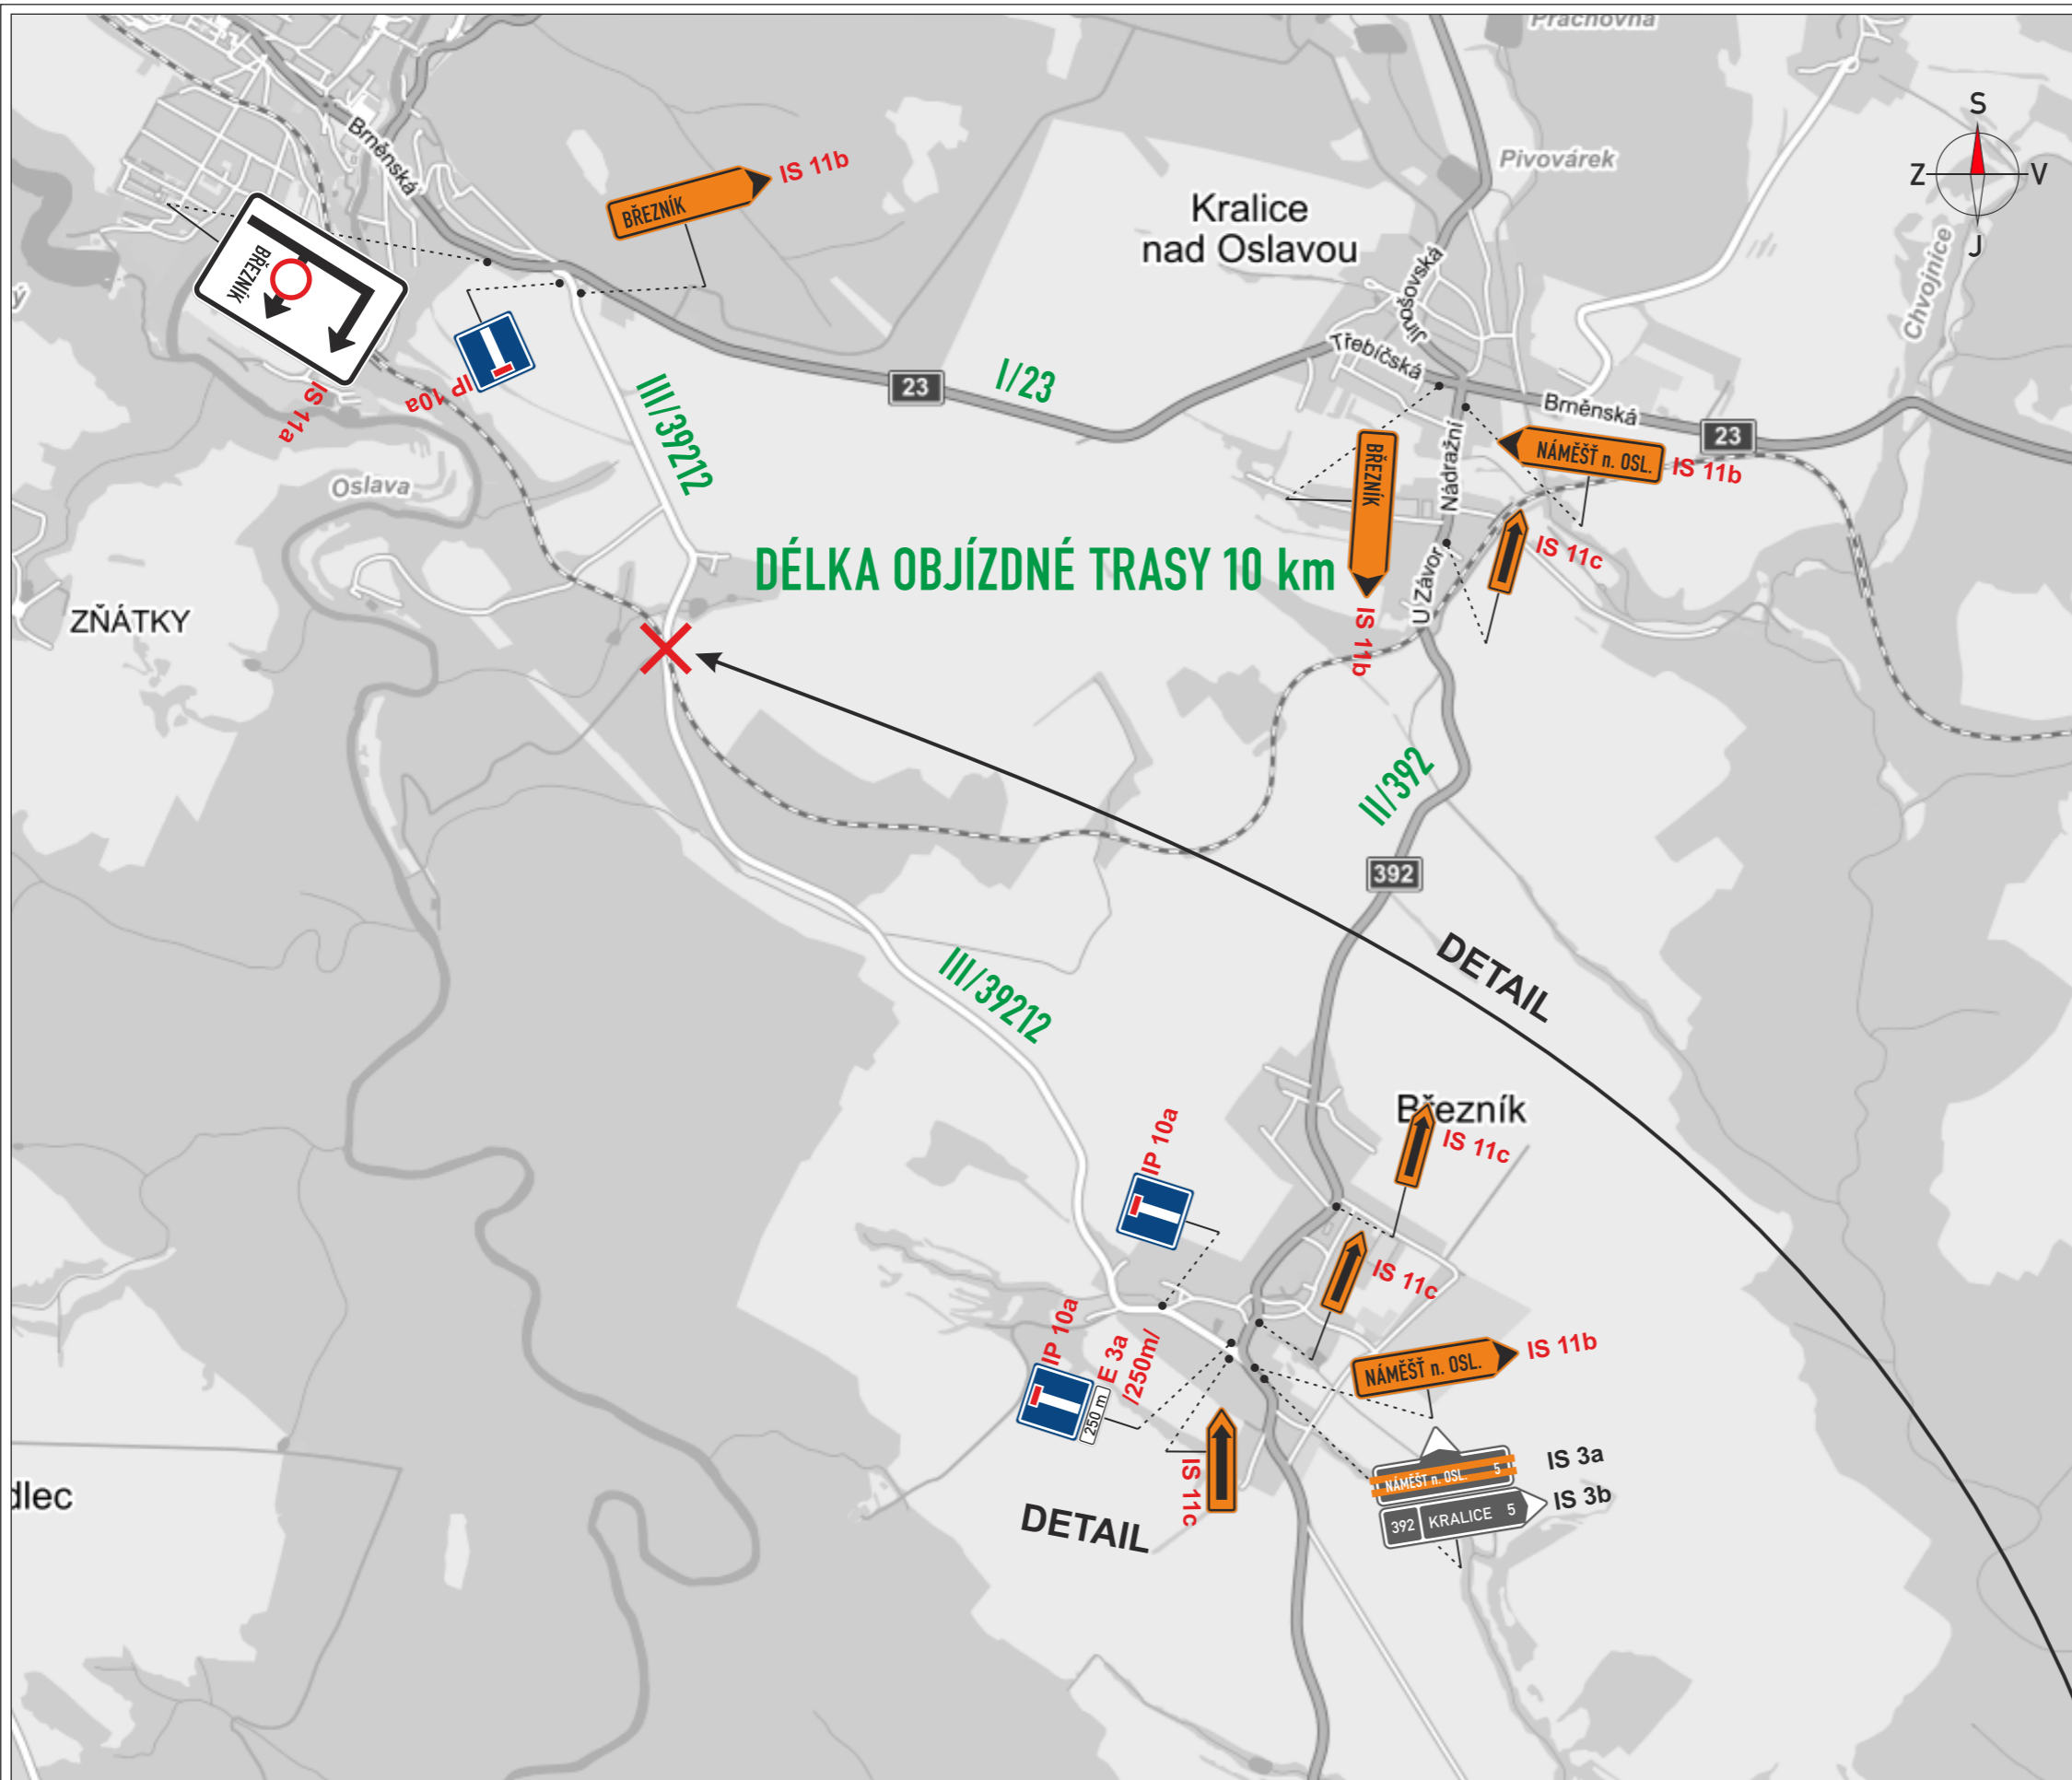 Prachovna
S
Z V
J
Pivovárek
Chvojnice
Brněnská
IS 11b
BŘEZNÍK
Kralice
nad Oslavou
Jinošovská
Třebíčská
BŘEZNÍK
IS 11a
IP 10a
III/39212
23
I/23
Brněnská
23
NÁMĚŠŤ n. OSL.
IS 11b
BŘEZNÍK
IS 11b
Nádražní
IS 11c
U Závor
Oslava
DÉLKA OBJÍZDNÉ TRASY 10 km
ZŇÁTKY
II/392
392
DETAIL
III/39212
Březník
IS 11c
IP 10a
IS 11c
IP 10a
E 3a
/250m/
250 m
NÁMĚŠŤ n. OSL.
IS 11b
IS 11c
NÁMĚŠŤ n. OSL. 5
IS 3a
392 KRALICE 5
IS 3b
DETAIL
dlec
ý